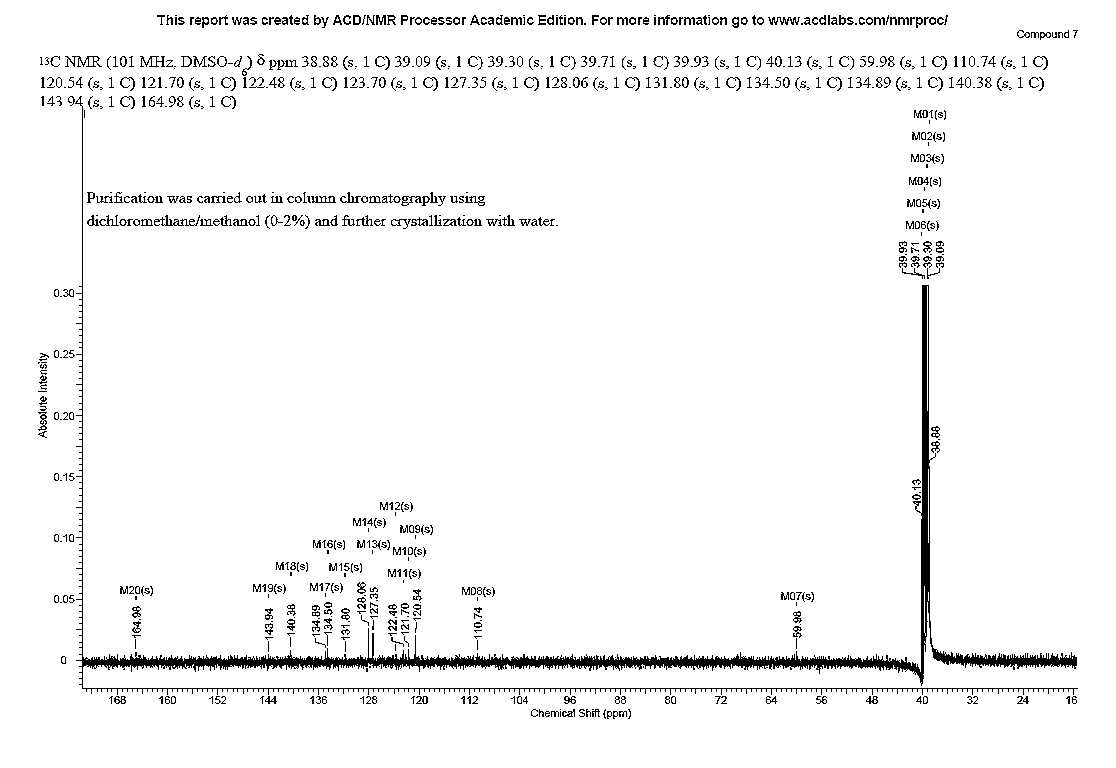 This report was created by ACD/NMR Processor Academic Edition. For more information go to www.acdlabs.com/nmrproc/
Compound 7
13C NMR (101 MHz, DMSO-d6) δ ppm 38.88 (s, 1 C) 39.09 (s, 1 C) 39.30 (s, 1 C) 39.71 (s, 1 C) 39.93 (s, 1 C) 40.13 (s, 1 C) 59.98 (s, 1 C) 110.74 (s, 1 C)
120.54 (s, 1 C) 121.70 (s, 1 C) 122.48 (s, 1 C) 123.70 (s, 1 C) 127.35 (s, 1 C) 128.06 (s, 1 C) 131.80 (s, 1 C) 134.50 (s, 1 C) 134.89 (s, 1 C) 140.38 (s, 1 C)
143.94 (s, 1 C) 164.98 (s, 1 C)
M01(s)
M02(s)
M03(s)
M04(s)
M05(s)
M06(s)
39.93
39.71
39.30
39.09
Purification was carried out in column chromatography using
dichloromethane/methanol (0-2%) and further crystallization with water.
0.30
0.25
0.20
0.15
0.10
0.05
0
Absolute Intensity
38.88
40.13
M12(s)
M14(s)
M09(s)
M16(s)
M13(s)
M10(s)
M18(s)
M15(s)
M11(s)
M20(s)
M19(s)
M17(s)
M08(s)
M07(s)
164.98
143.94
140.38
134.89
134.50
131.80
128.06
127.35
122.48
121.70
120.54
110.74
59.98
168 160 152 144 136 128 120 112 104 96 88 80 72 64 56 48 40 32 24 16
Chemical Shift (ppm)